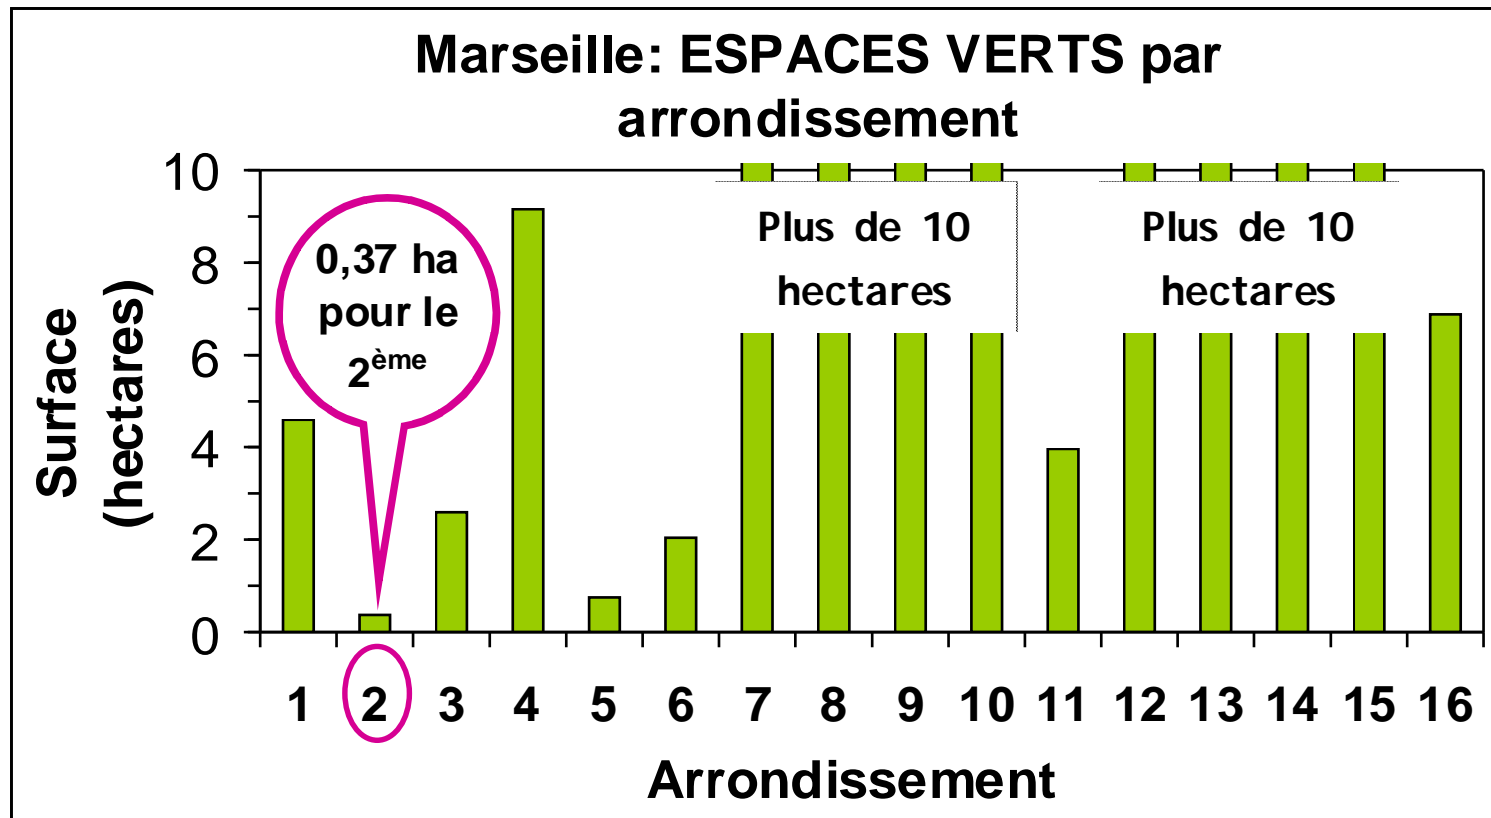 Marseille: ESPACES VERTS par
arrondissement
Surface
(hectares)
10
8
6
4
2
0
0,37 ha
pour le
2ème
Plus de 10
hectares
Plus de 10
hectares
1 2 3 4 5 6 7 8 9 10 11 12 13 14 15 16
Arrondissement